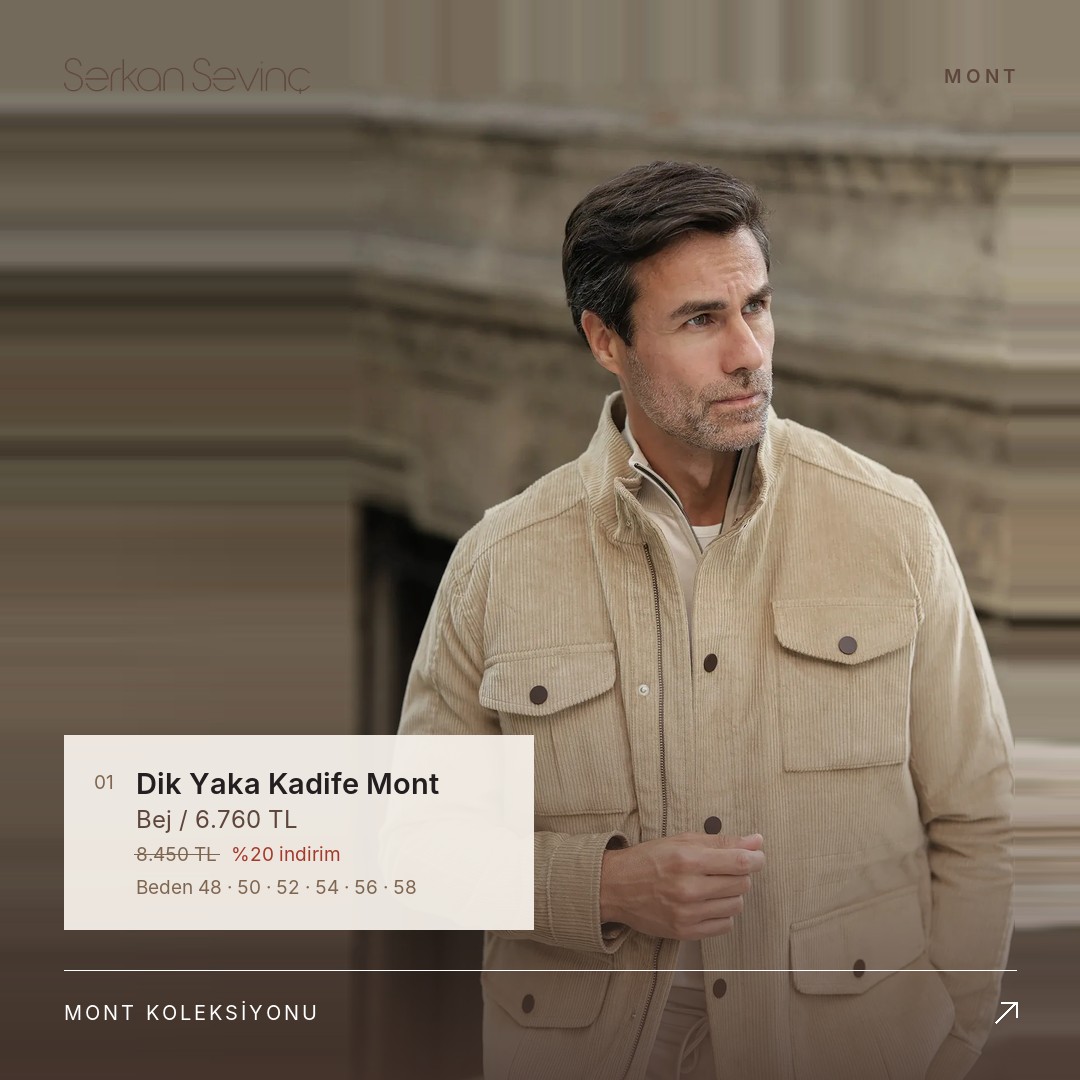 Serkan Sevinç
MONT
01
Dik Yaka Kadife Mont
Bej / 6.760 TL
8.450 TL %20 indirim
Beden 48 · 50 · 52 · 54 · 56 · 58
MONT KOLEKSİYONU